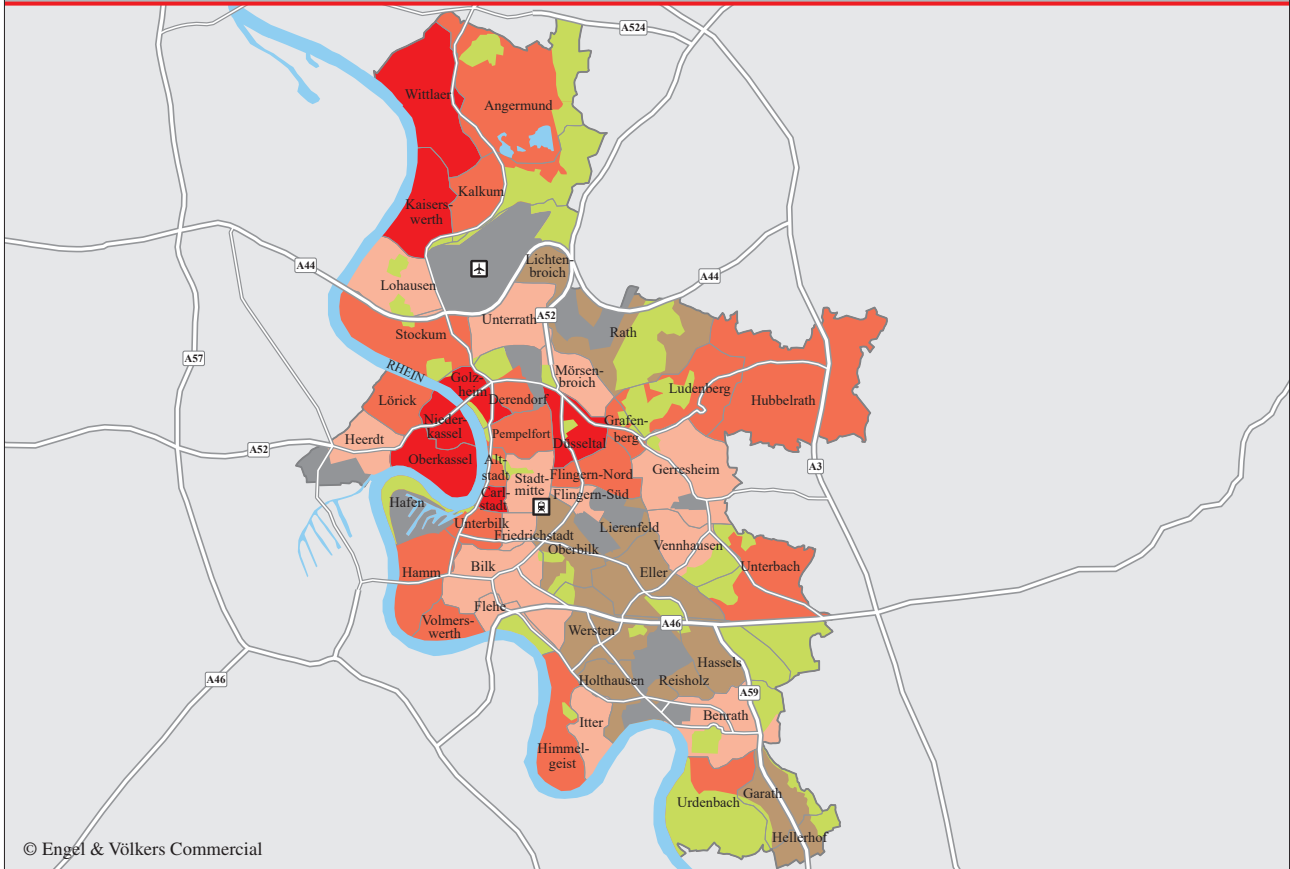 A524
Wittlaer
Angermund
Kalkum
Kaisers-
werth
A44
Lichten-
broich
A44
Lohausen
A52
Unterrath
Rath
Stockum
A57
RHEIN
Mörsen-
broich
Golz-
heim
Derendorf
Ludenberg
Hubbelrath
Lörick
Nieder-
kassel
Pempelfort
Düsseltal
Grafen-
berg
Heerdt
A52
Oberkassel
Alt-
stadt
Stadt-
mitte
Flingern-Nord
Gerresheim
A3
Carl-
stadt
Flingern-Süd
Hafen
Unterbilk
Friedrichstadt
Lierenfeld
Oberbilk
Vennhausen
Hamm
Bilk
Eller
Unterbach
Flehe
Volmers-
werth
Wersten
A46
A46
Hassels
Holthausen
Reisholz
A59
Itter
Benrath
Himmel-
geist
Urdenbach
Garath
Hellerhof
© Engel & Völkers Commercial